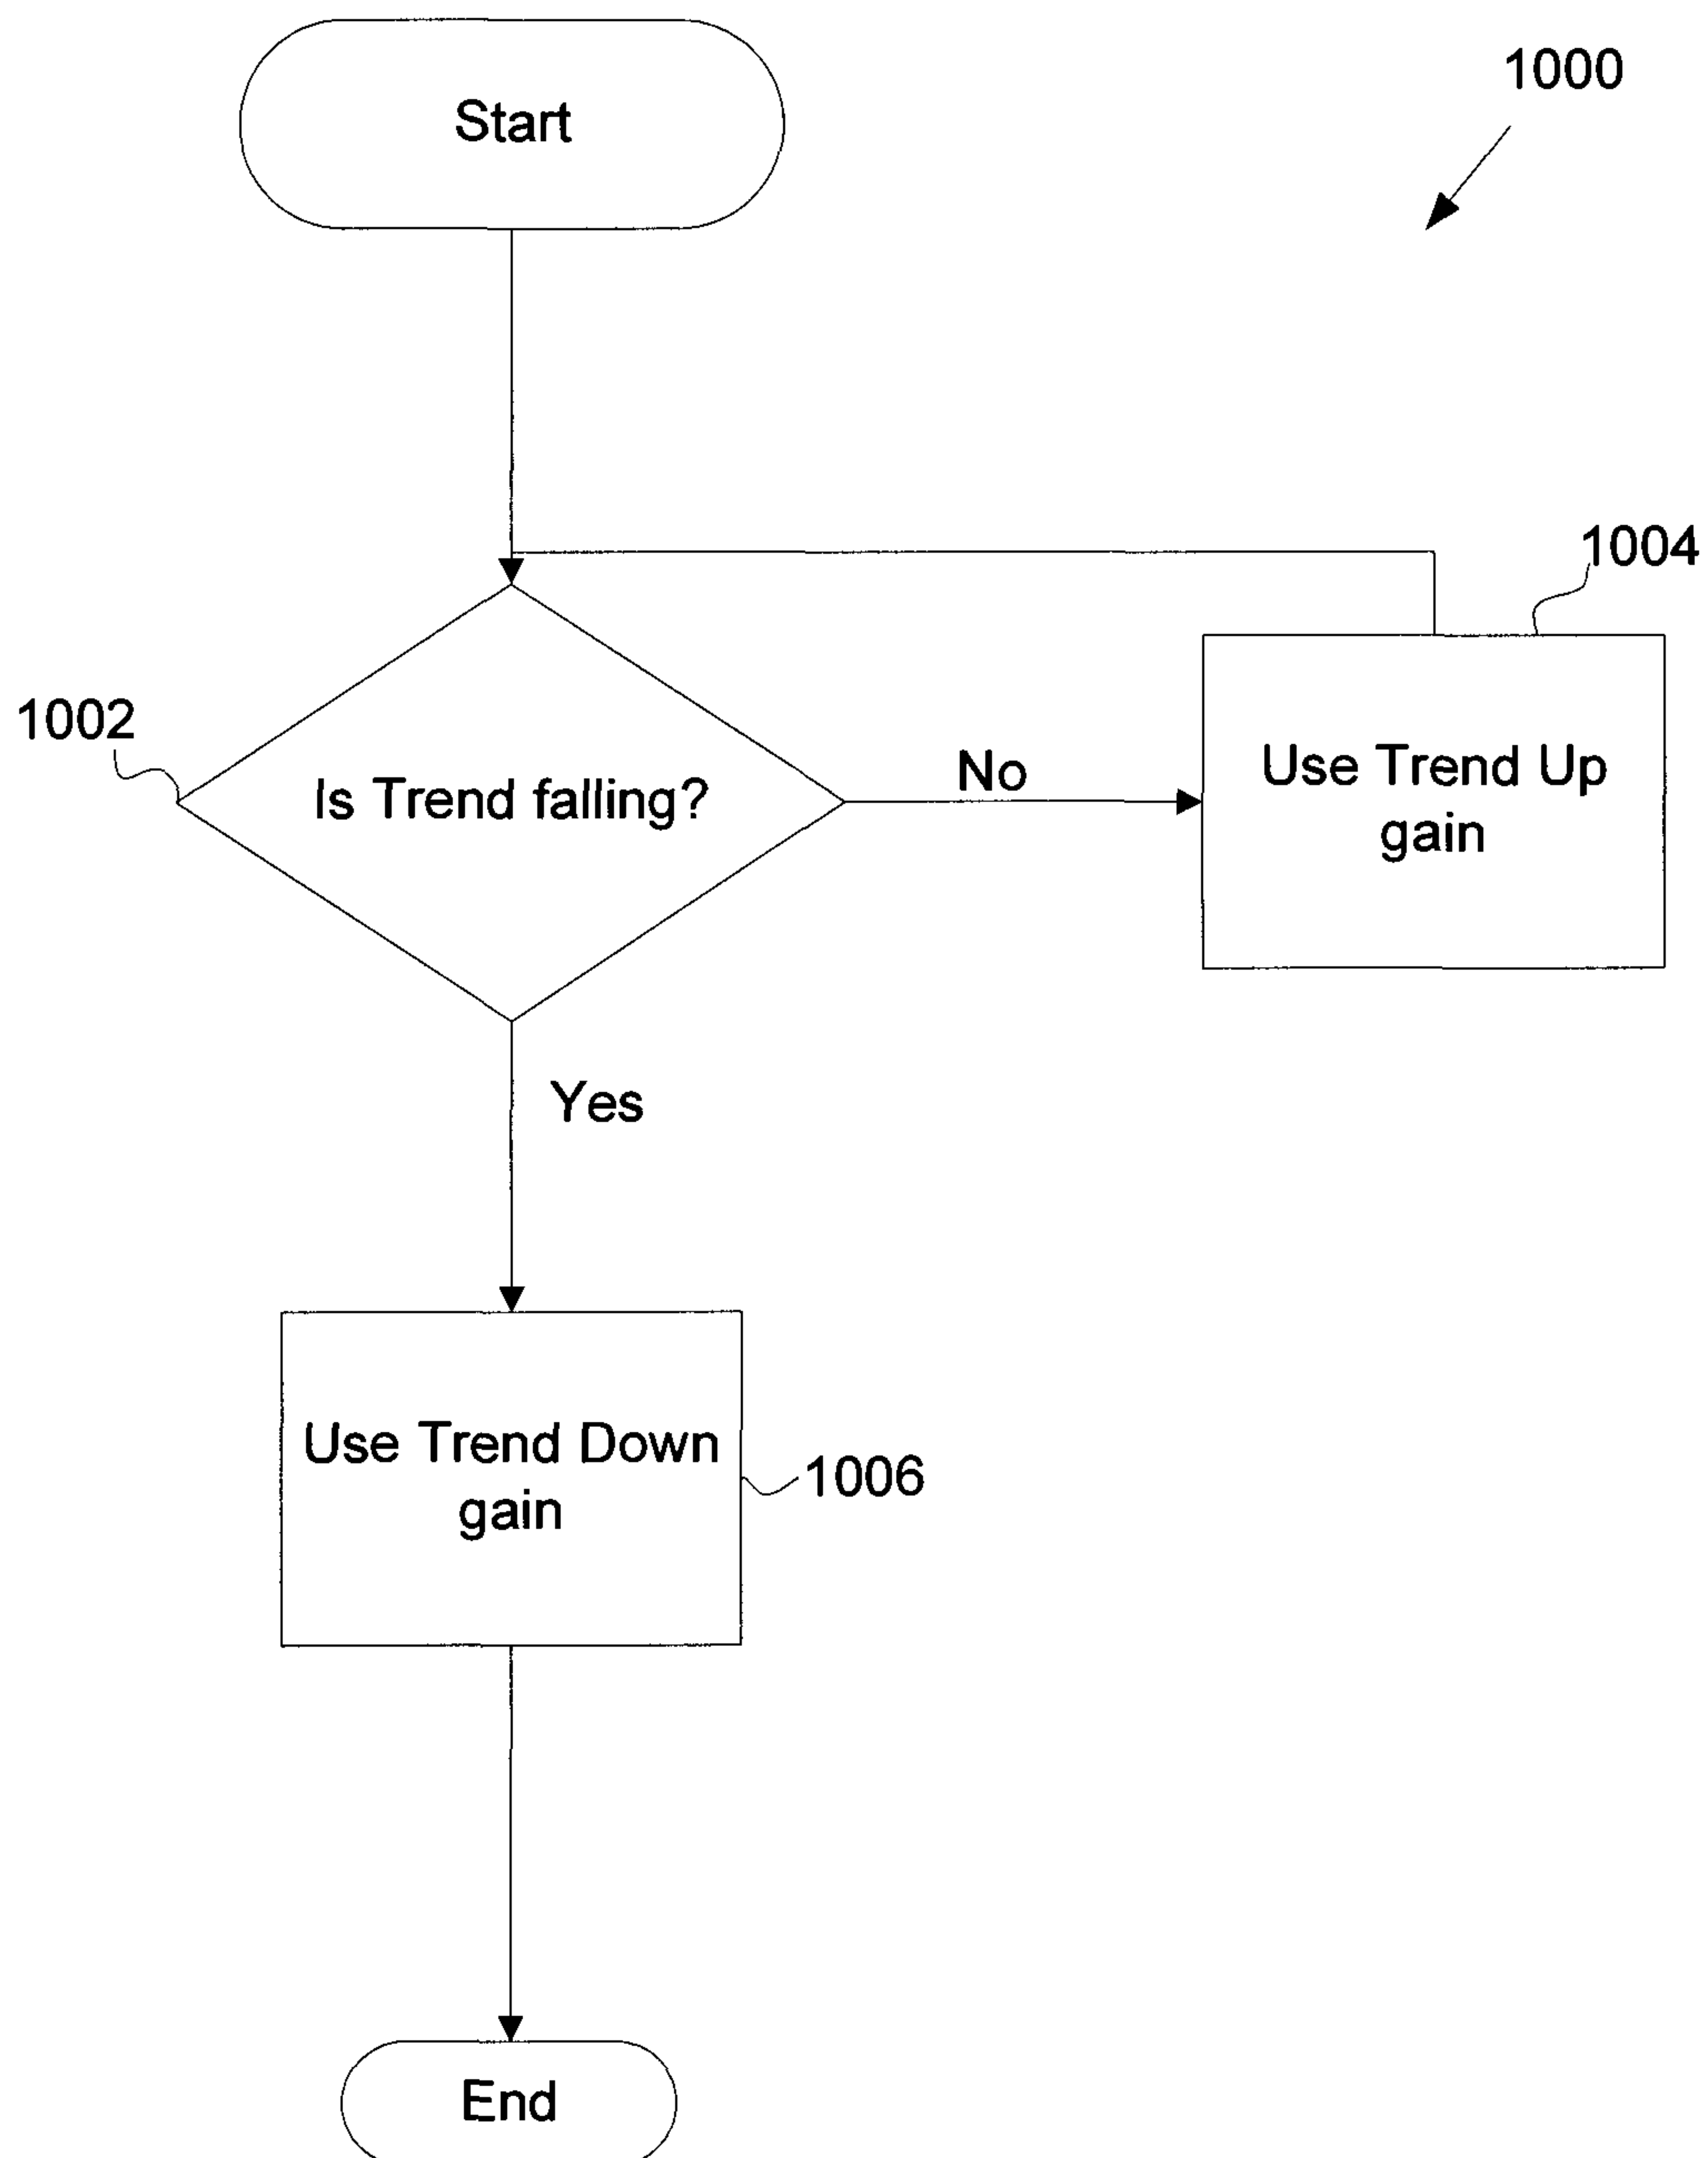 Start
1000
1004
1002
Is Trend falling?
No
Use Trend Up
gain
Yes
Use Trend Down
gain
1006
End